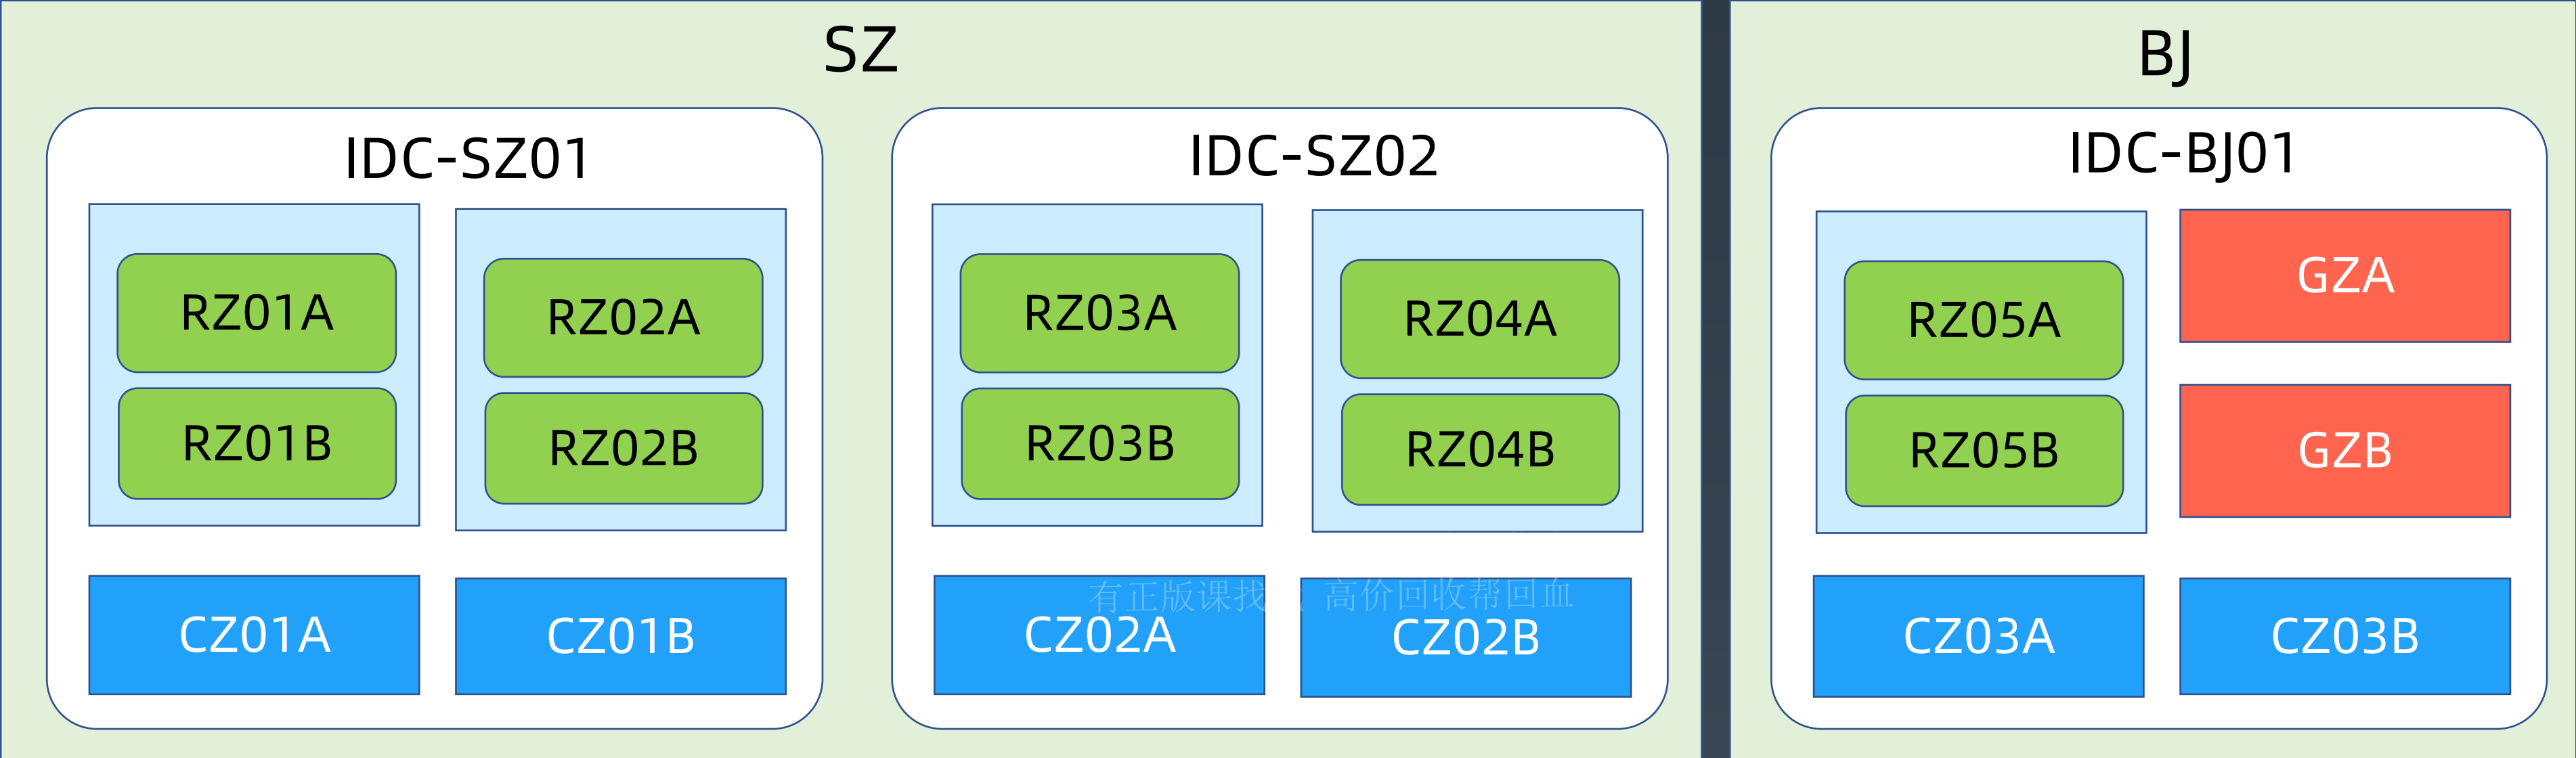 SZ
IDC-SZ01
RZ01A
RZ01B
RZ02A
RZ02B
CZ01A
CZ01B
IDC-SZ02
RZ03A
RZ03B
RZ04A
RZ04B
CZ02A
CZ02B
有正版课找 高价回收帮回血
BJ
IDC-BJ01
RZ05A
RZ05B
GZA
GZB
CZ03A
CZ03B